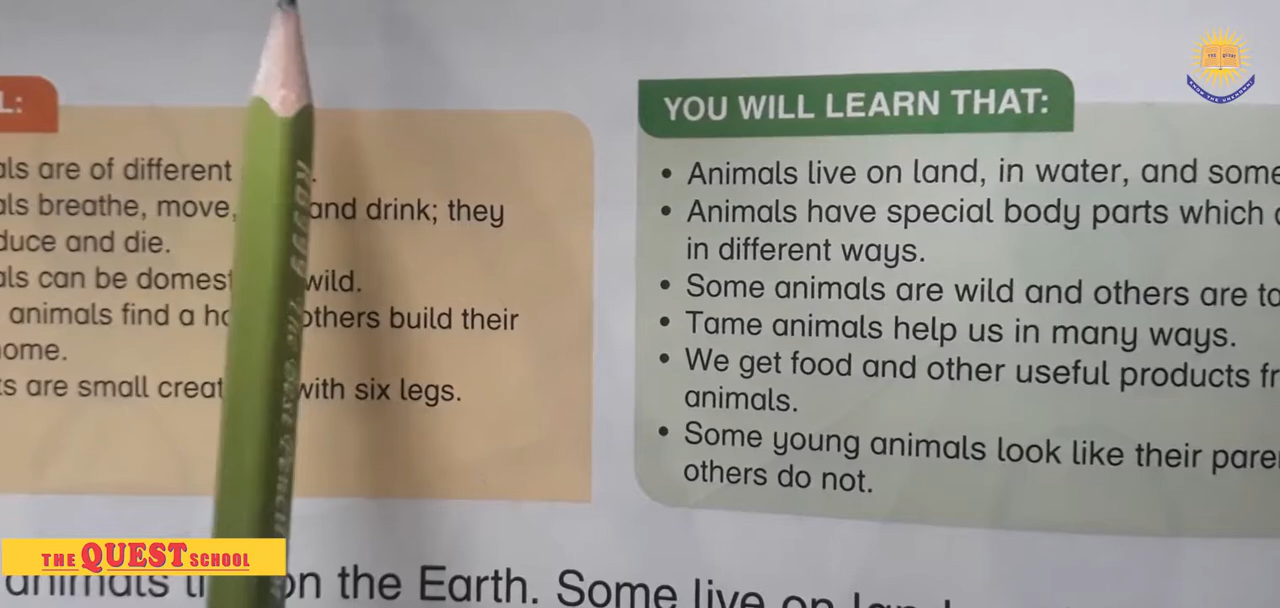 L:
als are of different
als breathe, move, and drink; they
duce and die.
als can be domest wild.
animals find a ho others build their
ome.
ts are small creat with six legs.
YOU WILL LEARN THAT:
• Animals live on land, in water, and some
• Animals have special body parts which
in different ways.
• Some animals are wild and others are ta
• Tame animals help us in many ways.
• We get food and other useful products fr
animals.
• Some young animals look like their pare
others do not.
animals li on the Earth. Some live on land
THE QUEST SCHOOL